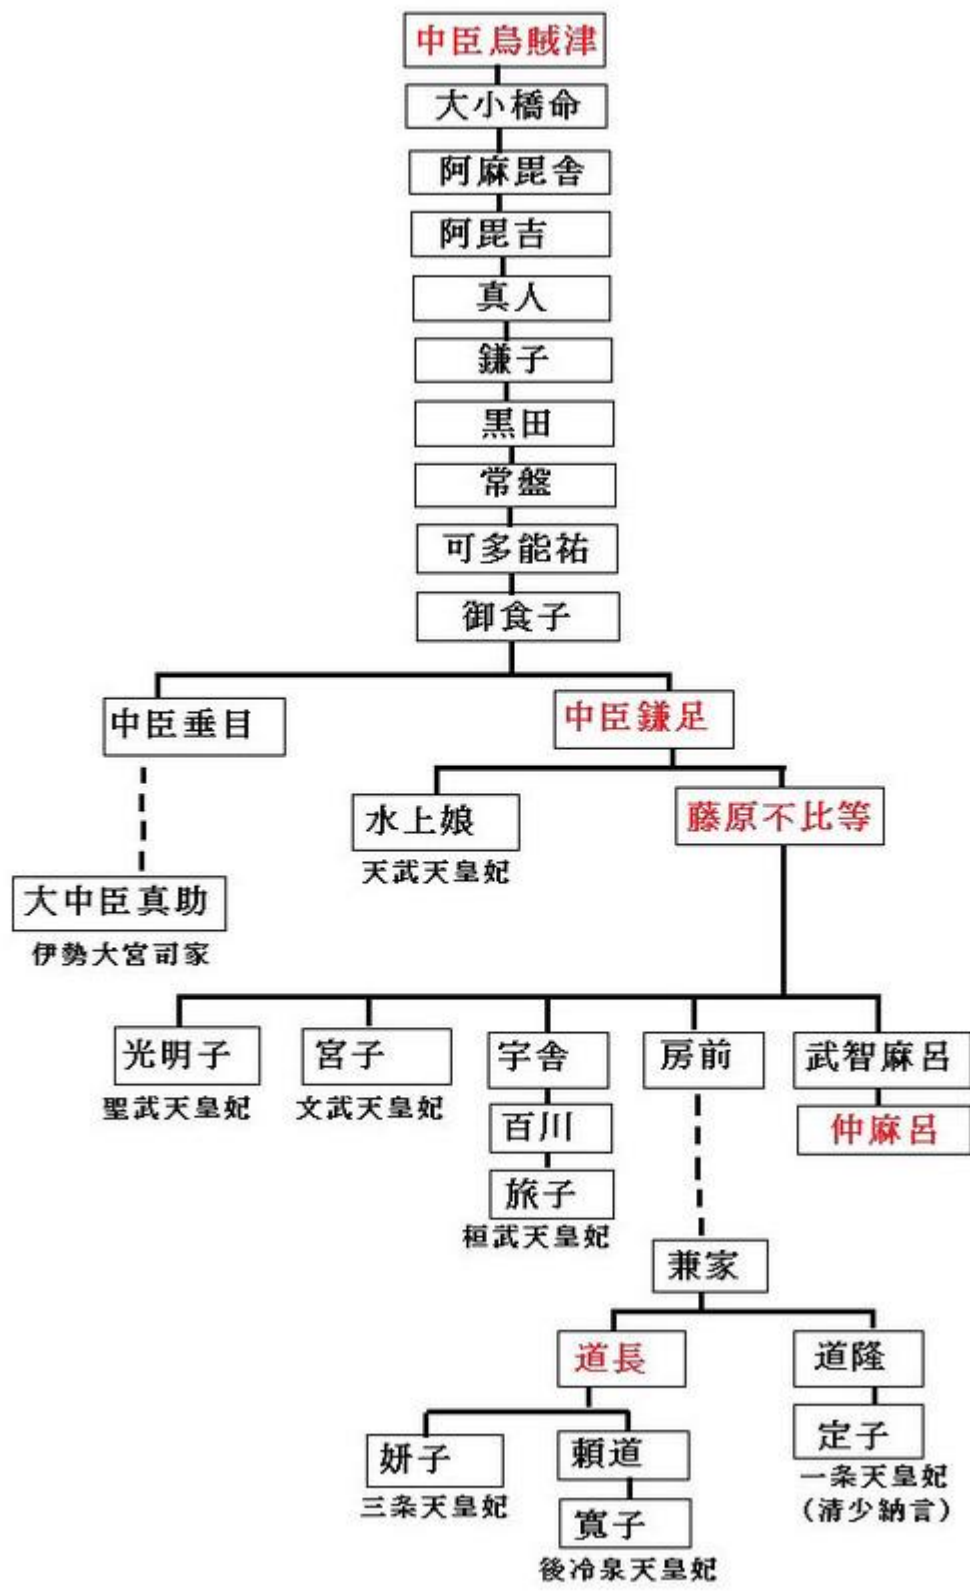 中臣烏賊津
大小橋命
阿麻毘舎
阿毘吉
真人
鎌子
黒田
常盤
可多能祐
御食子
中臣垂目
中臣鎌足
水上娘
天武天皇妃
藤原不比等
大中臣真助
伊勢大宮司家
光明子
聖武天皇妃
宮子
文武天皇妃
宇舎
百川
旅子
桓武天皇妃
房前
武智麻呂
仲麻呂
兼家
道長
道隆
定子
一条天皇妃
(清少納言)
妍子
三条天皇妃
頼道
寛子
後冷泉天皇妃